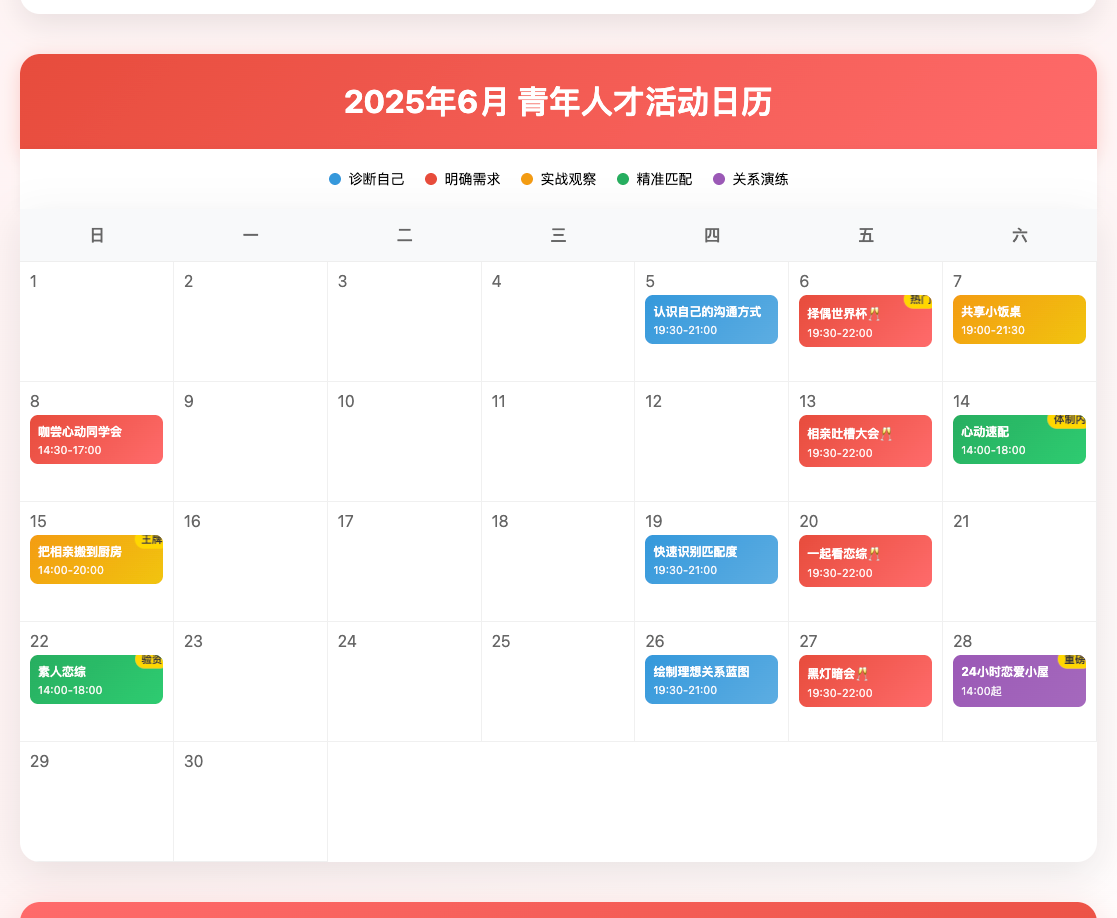 2025年6月 青年人才活动日历
诊断自己 明确需求 实战观察 精准匹配 关系演练
日 一 二 三 四 五 六
1 2 3 4 5 6 7
热门
认识自己的沟通方式 择偶世界杯🥂 共享小饭桌
19:30-21:00 19:30-22:00 19:00-21:30
8 9 10 11 12 13 14
体制内
咖尝心动同学会 相亲吐槽大会🥂 心动速配
14:30-17:00 19:30-22:00 14:00-18:00
15 16 17 18 19 20 21
王牌
把相亲搬到厨房 快速识别匹配度 一起看恋综🥂
14:00-20:00 19:30-21:00 19:30-22:00
22 23 24 25 26 27 28
验资 重磅
素人恋综 绘制理想关系蓝图 黑灯暗会🥂 24小时恋爱小屋
14:00-18:00 19:30-21:00 19:30-22:00 14:00起
29 30